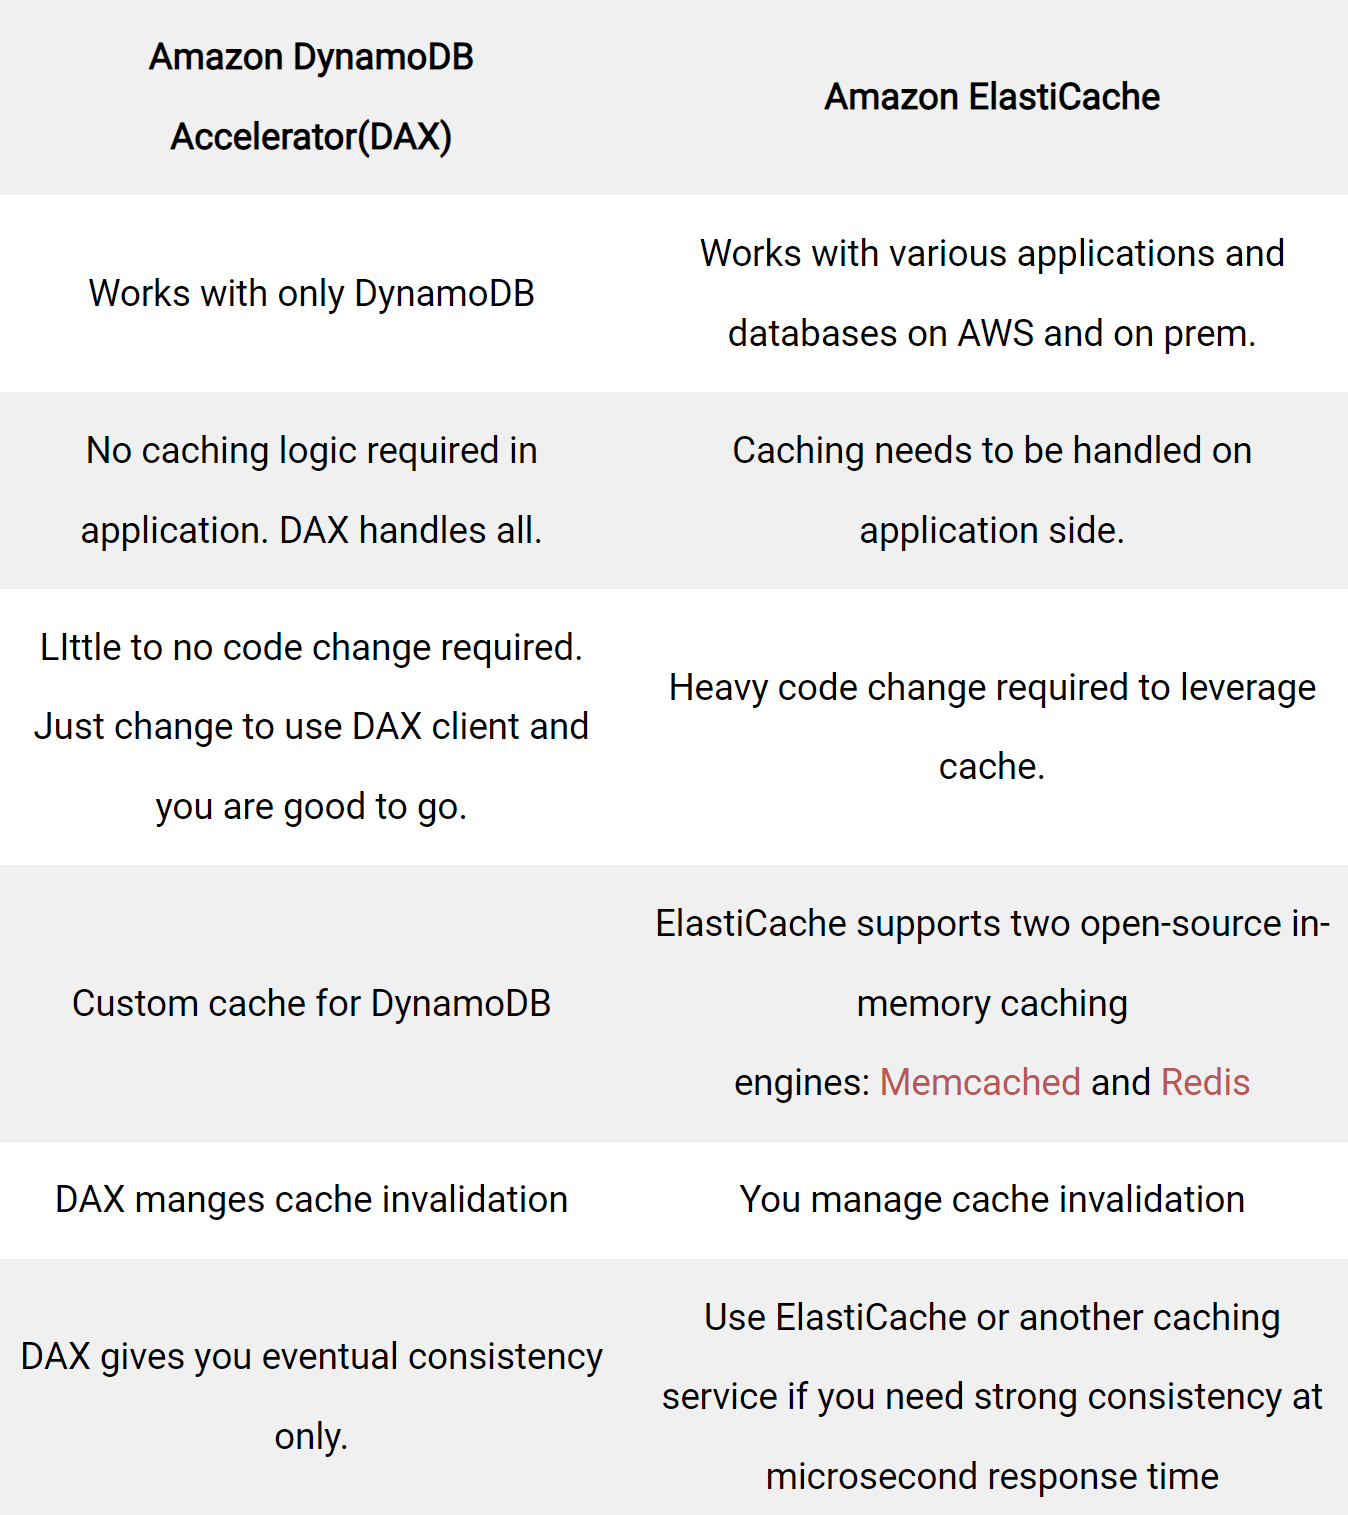 Amazon DynamoDB
Accelerator(DAX)
Amazon ElastiCache
Works with only DynamoDB
Works with various applications and
databases on AWS and on prem.
No caching logic required in
application. DAX handles all.
Caching needs to be handled on
application side.
LIttle to no code change required.
Just change to use DAX client and
you are good to go.
Heavy code change required to leverage
cache.
Custom cache for DynamoDB
ElastiCache supports two open-source in-
memory caching
engines: Memcached and Redis
DAX manges cache invalidation
You manage cache invalidation
DAX gives you eventual consistency
only.
Use ElastiCache or another caching
service if you need strong consistency at
microsecond response time